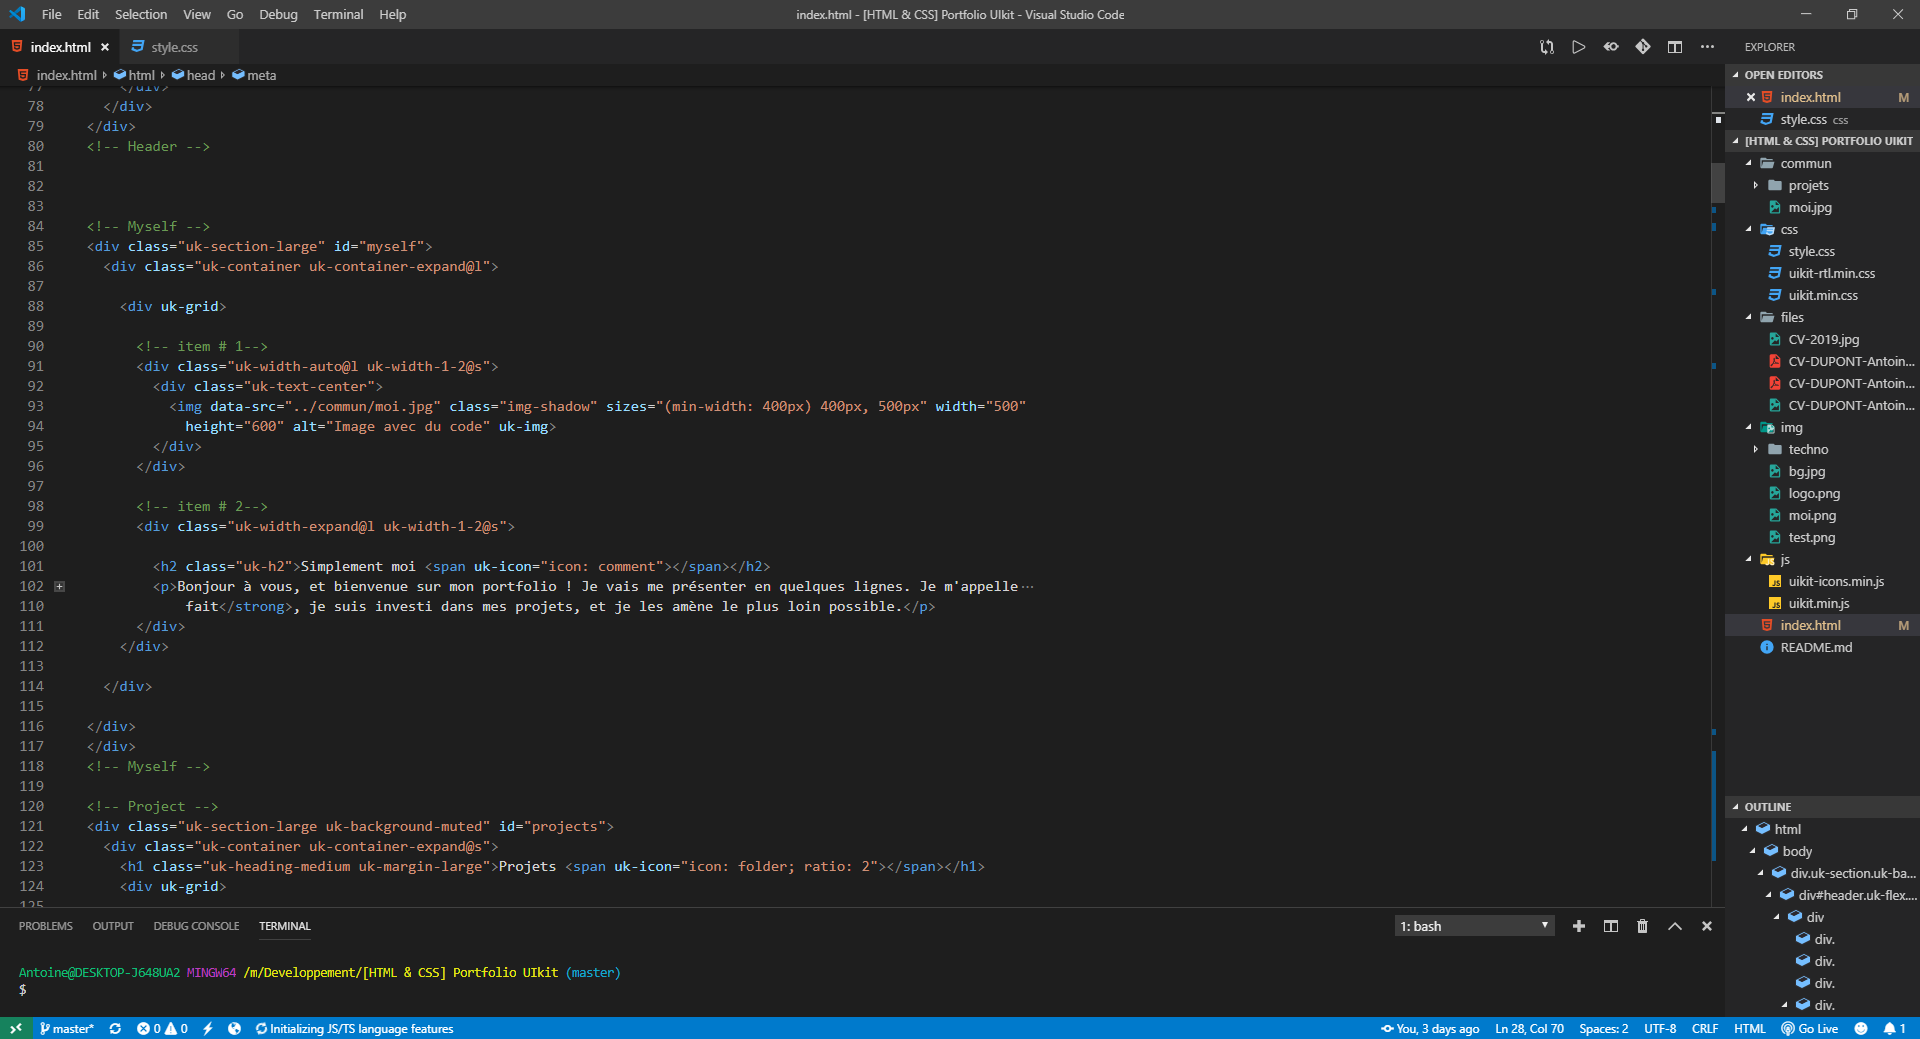 File Edit Selection View Go Debug Terminal Help
index.html - [HTML & CSS] Portfolio UIkit - Visual Studio Code
index.html style.css
index.html html head meta
77 </div>
78 </div>
79 </div>
80 <!-- Header -->
81
82
83
84 <!-- Myself -->
85 <div class="uk-section-large" id="myself">
86 <div class="uk-container uk-container-expand@l">
87
88 <div uk-grid>
89
90 <!-- item # 1-->
91 <div class="uk-width-auto@l uk-width-1-2@s">
92 <div class="uk-text-center">
93 <img data-src="../commun/moi.jpg" class="img-shadow" sizes="(min-width: 400px) 400px, 500px" width="500"
94 height="600" alt="Image avec du code" uk-img>
95 </div>
96 </div>
97
98 <!-- item # 2-->
99 <div class="uk-width-expand@l uk-width-1-2@s">
100
101 <h2 class="uk-h2">Simplement moi <span uk-icon="icon: comment"></span></h2>
102 <p>Bonjour à vous, et bienvenue sur mon portfolio ! Je vais me présenter en quelques lignes. Je m'appelle…
110 fait</strong>, je suis investi dans mes projets, et je les amène le plus loin possible.</p>
111 </div>
112 </div>
113
114 </div>
115
116 </div>
117 </div>
118 <!-- Myself -->
119
120 <!-- Project -->
121 <div class="uk-section-large uk-background-muted" id="projects">
122 <div class="uk-container uk-container-expand@s">
123 <h1 class="uk-heading-medium uk-margin-large">Projets <span uk-icon="icon: folder; ratio: 2"></span></h1>
124 <div uk-grid>
125
EXPLORER
OPEN EDITORS
index.html M
style.css css
[HTML & CSS] PORTFOLIO UIKIT
commun
projets
moi.jpg
css
style.css
uikit-rtl.min.css
uikit.min.css
files
CV-2019.jpg
CV-DUPONT-Antoin...
CV-DUPONT-Antoin...
CV-DUPONT-Antoin...
img
techno
bg.jpg
logo.png
moi.png
test.png
js
uikit-icons.min.js
uikit.min.js
index.html M
README.md
OUTLINE
html
body
div.uk-section.uk-ba...
div#header.uk-flex....
div
div.
div.
div.
div.
PROBLEMS OUTPUT DEBUG CONSOLE TERMINAL
1: bash
Antoine@DESKTOP-J648UA2 MINGW64 /m/Developpement/[HTML & CSS] Portfolio UIkit (master)
$
master* 0 0 Initializing JS/TS language features
You, 3 days ago Ln 28, Col 70 Spaces: 2 UTF-8 CRLF HTML Go Live 1